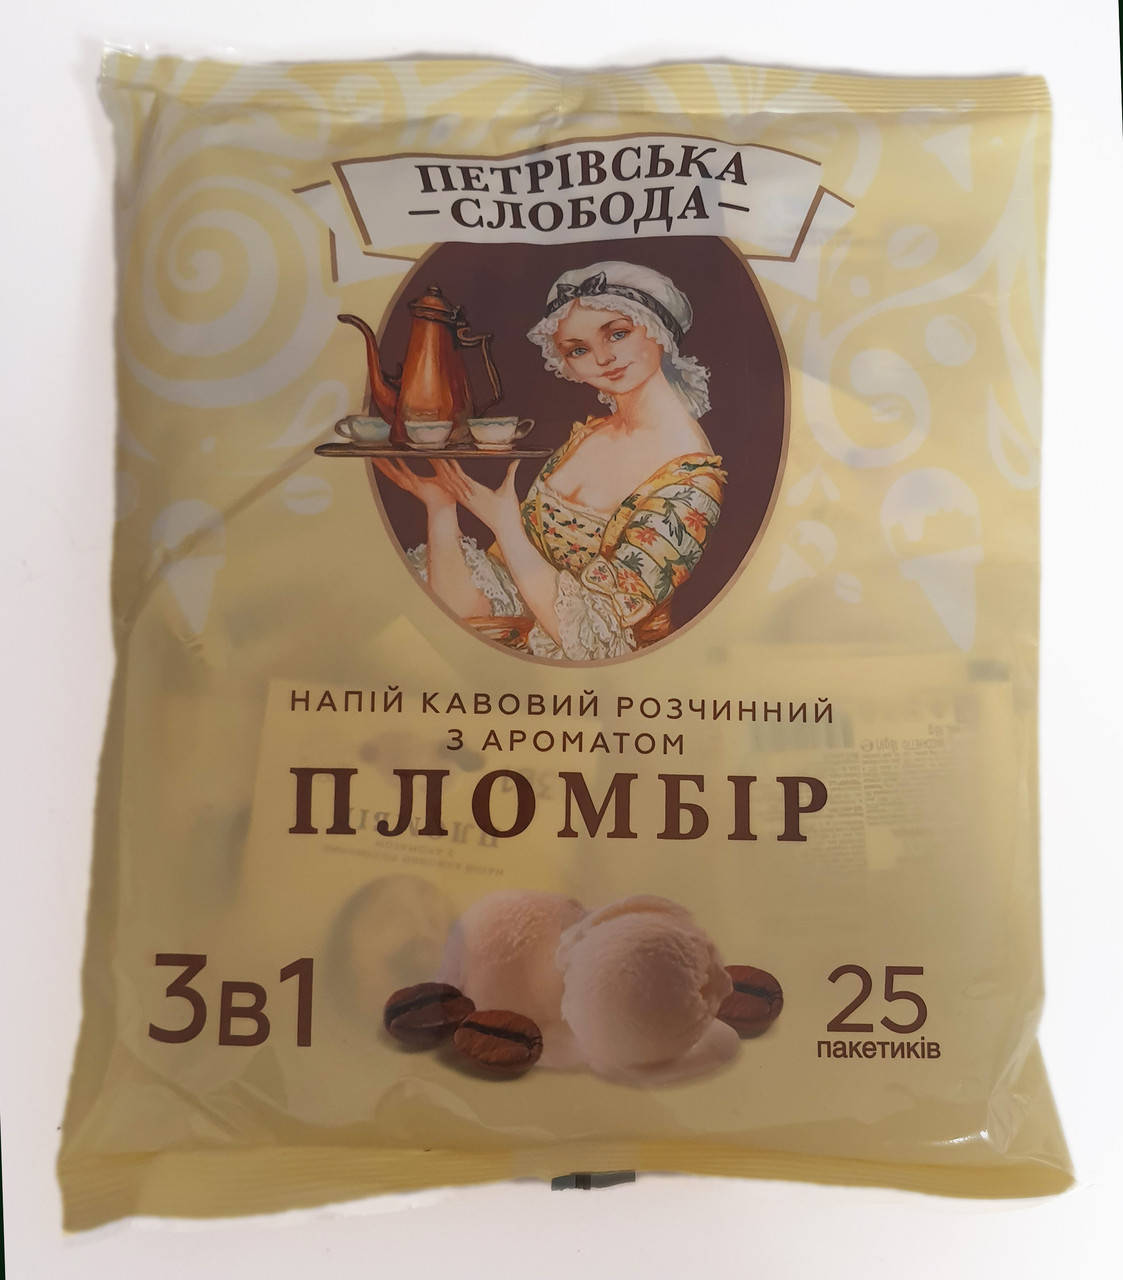 ПЕТРІВСЬКА
–СЛОБОДА–
НАПІЙ КАВОВИЙ РОЗЧИННИЙ
З АРОМАТОМ
ПЛОМБІР
3в1
25
пакетиків